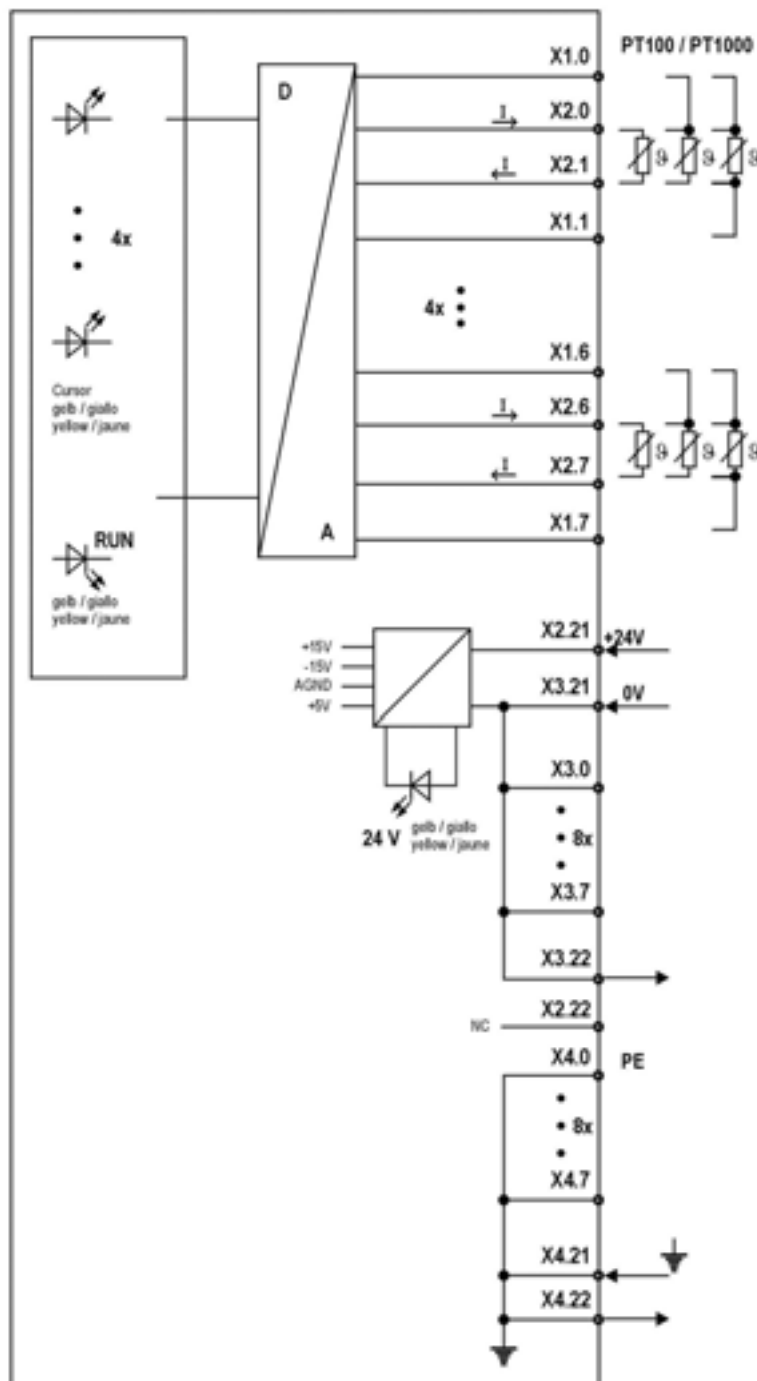 PT100 / PT1000
X1.0
D
I
X2.0
ϑ ϑ ϑ
I
X2.1
4x
X1.1
4x
X1.6
Cursor
gelb / giallo
yellow / jaune
I
X2.6
ϑ ϑ ϑ
I
X2.7
A
X1.7
RUN
gelb / giallo
yellow / jaune
X2.21
+24V
+15V
-15V
AGND
+5V
X3.21
0V
X3.0
24 V
gelb / giallo
yellow / jaune
8x
X3.7
X3.22
X2.22
NC
X4.0
PE
8x
X4.7
X4.21
X4.22